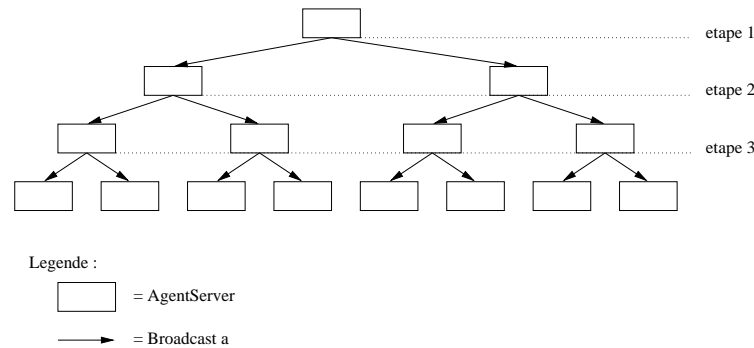 etape 1
etape 2
etape 3
Legende :
= AgentServer
= Broadcast a